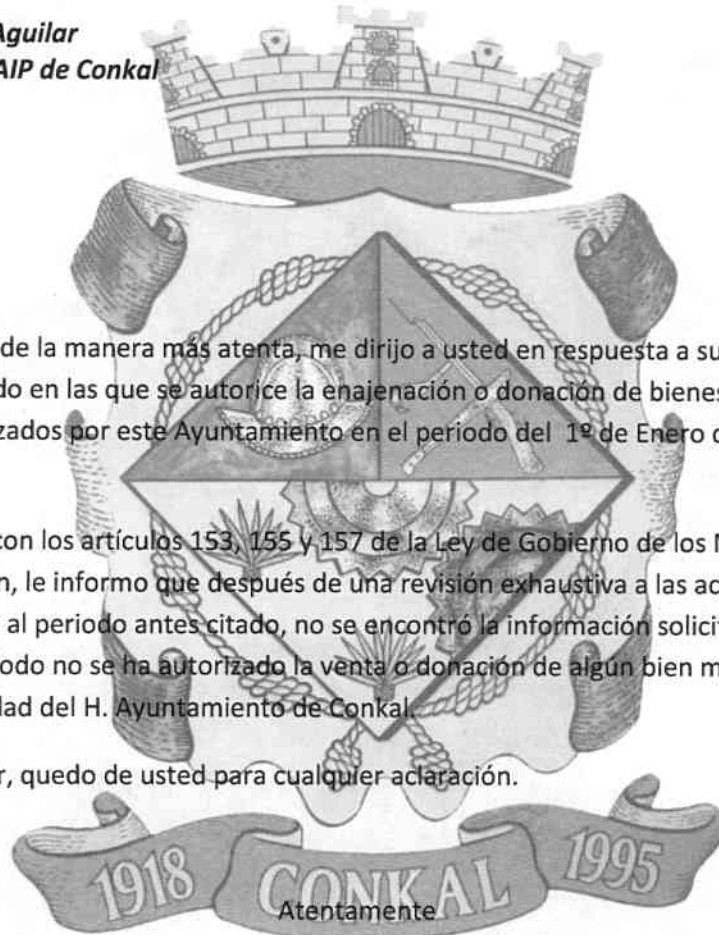 Aguilar
AIP de Conkal
de la manera más atenta, me dirijo a usted en respuesta a su
do en las que se autorice la enajenación o donación de bienes
zados por este Ayuntamiento en el periodo del 1º de Enero
con los artículos 153, 155 y 157 de la Ley de Gobierno de los
n, le informo que después de una revisión exhaustiva a las
al periodo antes citado, no se encontró la información
odo no se ha autorizado la venta o donación de algún bien
dad del H. Ayuntamiento de Conkal.
r, quedo de usted para cualquier aclaración.
1918 CONKAL 1995
Atentamente